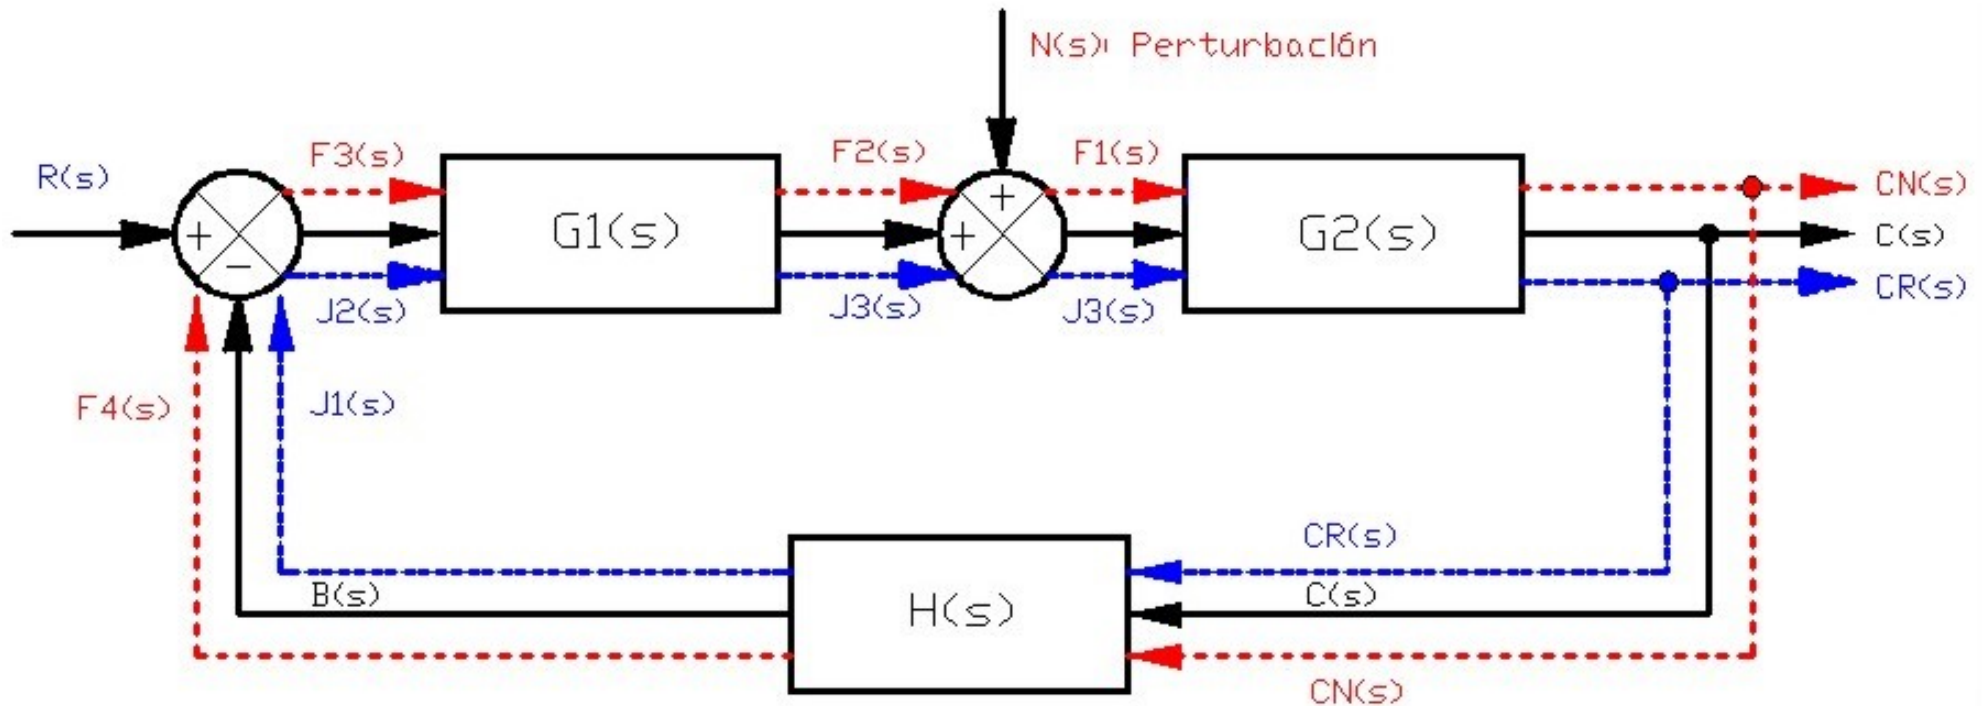 N(s): Perturbación
R(s)
F3(s)
F2(s)
F1(s)
CN(s)
+
-
G1(s)
+
+
G2(s)
C(s)
J2(s)
J3(s)
J3(s)
CR(s)
F4(s)
J1(s)
CR(s)
B(s)
H(s)
C(s)
CN(s)